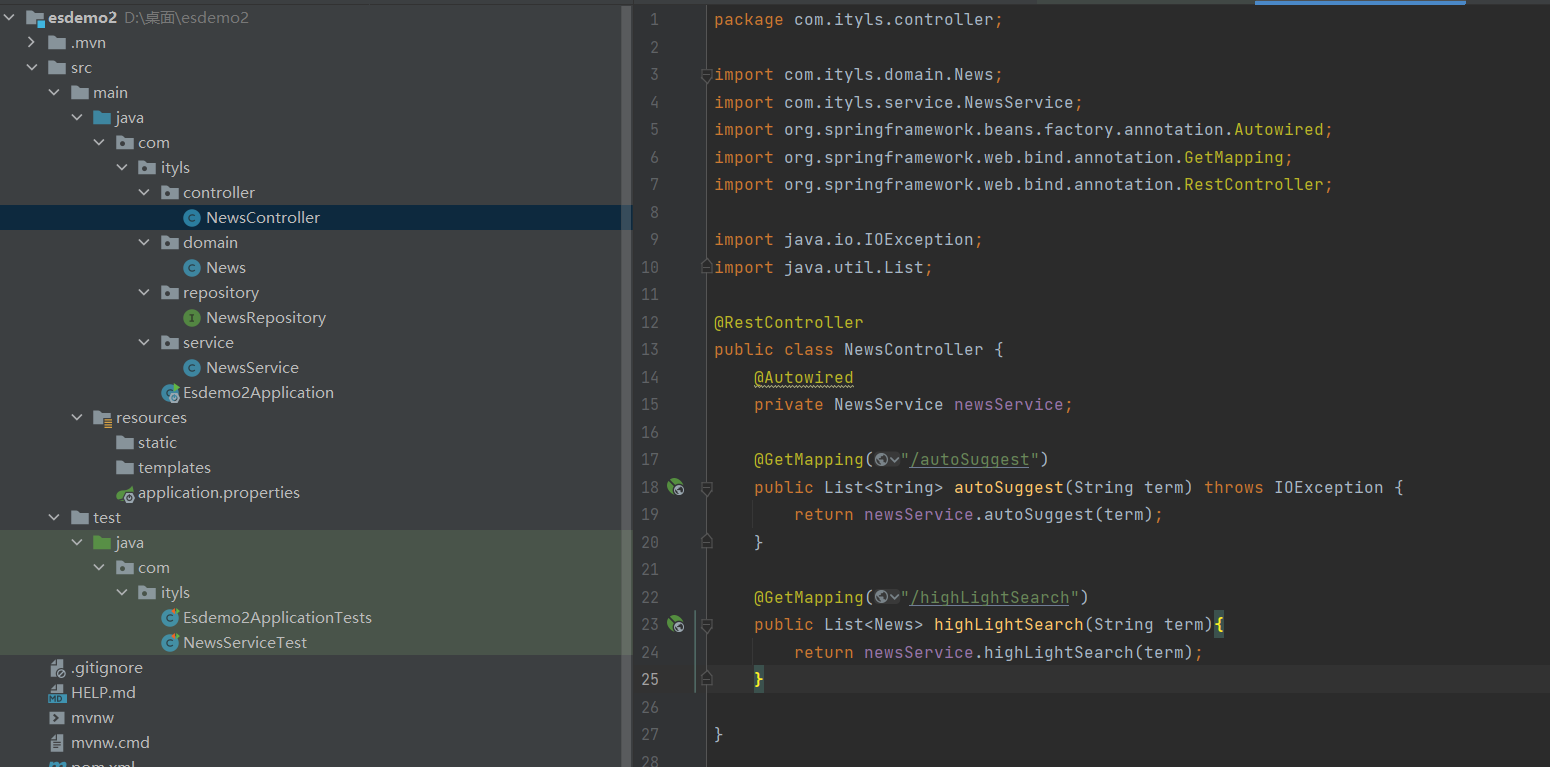 esdemo2 D:\桌面\esdemo2
.mvn
src
main
java
com
ityls
controller
NewsController
domain
News
repository
NewsRepository
service
NewsService
Esdemo2Application
resources
static
templates
application.properties
test
java
com
ityls
Esdemo2ApplicationTests
NewsServiceTest
.gitignore
HELP.md
mvnw
mvnw.cmd
pom.xml
1 package com.ityls.controller;
2
3 import com.ityls.domain.News;
4 import com.ityls.service.NewsService;
5 import org.springframework.beans.factory.annotation.Autowired;
6 import org.springframework.web.bind.annotation.GetMapping;
7 import org.springframework.web.bind.annotation.RestController;
8
9 import java.io.IOException;
10 import java.util.List;
11
12 @RestController
13 public class NewsController {
14 @Autowired
15 private NewsService newsService;
16
17 @GetMapping("/autoSuggest")
18 public List<String> autoSuggest(String term) throws IOException {
19 return newsService.autoSuggest(term);
20 }
21
22 @GetMapping("/highLightSearch")
23 public List<News> highLightSearch(String term){
24 return newsService.highLightSearch(term);
25 }
26
27 }
28